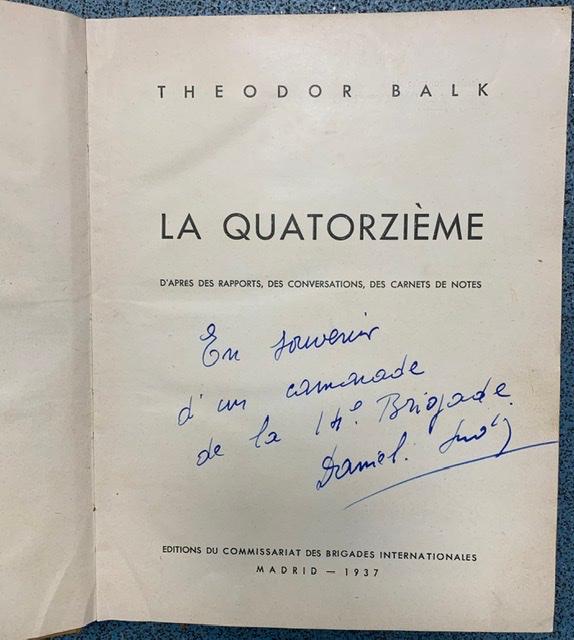 THEODOR BALK
LA QUATORZIÈME
D'APRES DES RAPPORTS, DES CONVERSATIONS, DES CARNETS DE NOTES
En souvenir
d'un camarade
de la 14e Brigade.
Daniel.
EDITIONS DU COMMISSARIAT DES BRIGADES INTERNATIONALES
MADRID — 1937